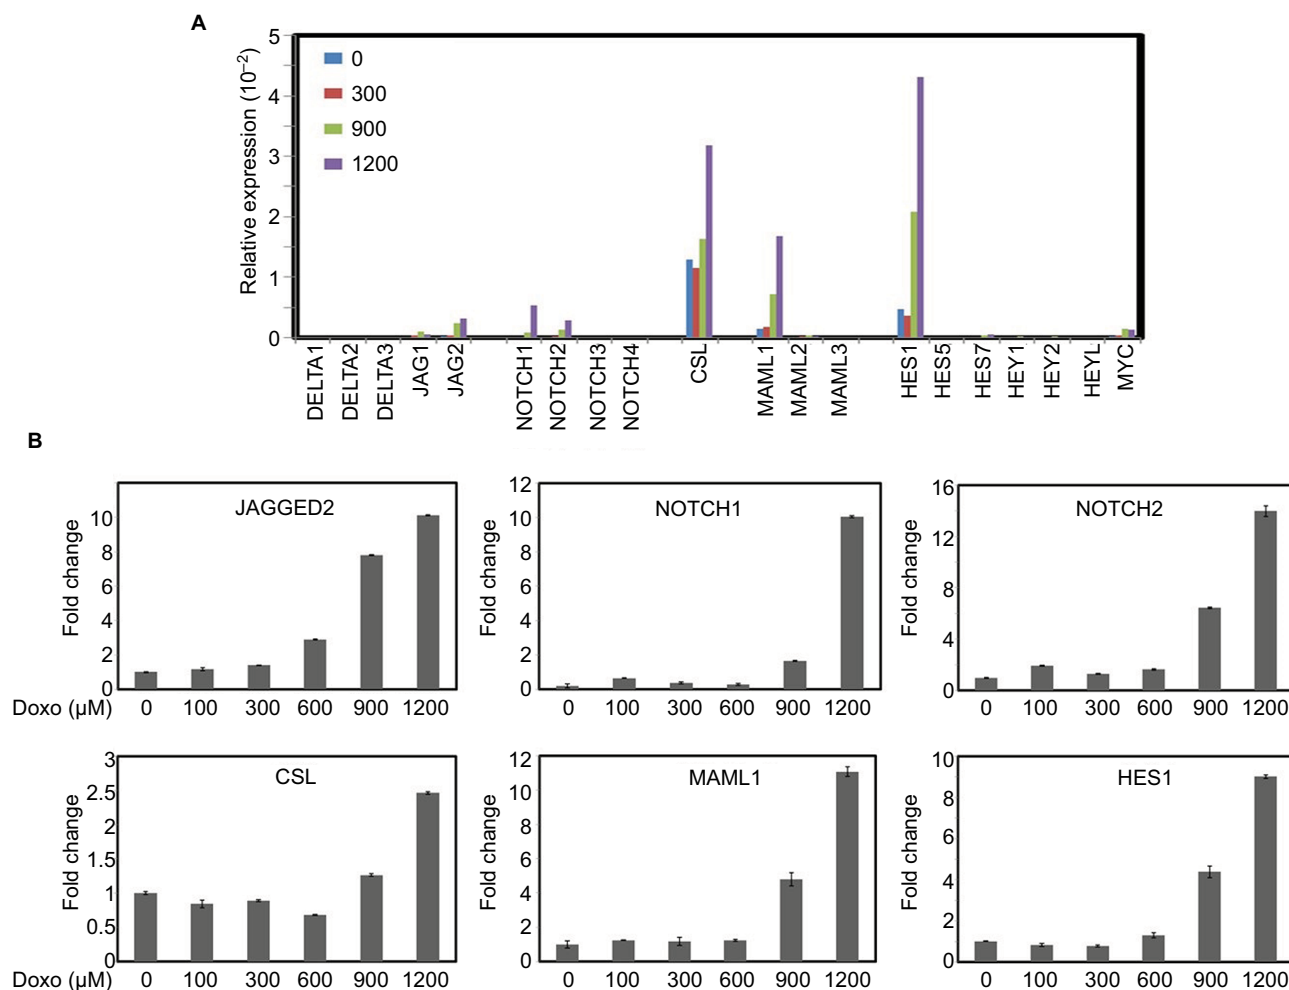 A
Relative expression (10⁻²)
5
4
3
2
1
0
0
300
900
1200
DELTA1 DELTA2 DELTA3 JAG1 JAG2 NOTCH1 NOTCH2 NOTCH3 NOTCH4 CSL MAML1 MAML2 MAML3 HES1 HES5 HES7 HEY1 HEY2 HEYL MYC
B
JAGGED2
Fold change
10
8
6
4
2
0
Doxo (µM) 0 100 300 600 900 1200
NOTCH1
Fold change
12
10
8
6
4
2
0
0 100 300 600 900 1200
NOTCH2
Fold change
16
12
8
4
0
0 100 300 600 900 1200
CSL
Fold change
3
2.5
2
1.5
1
0.5
0
Doxo (µM) 0 100 300 600 900 1200
MAML1
Fold change
12
10
8
6
4
2
0
0 100 300 600 900 1200
HES1
Fold change
10
8
6
4
2
0
0 100 300 600 900 1200